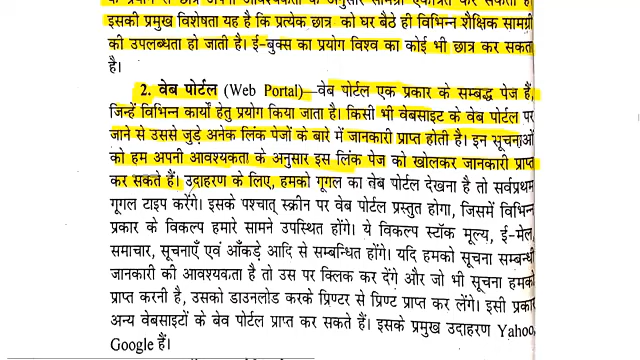 इसकी प्रमुख विशेषता यह है कि प्रत्येक छात्र को घर बैठे ही विभिन्न शैक्षिक सामग्री
की उपलब्धता हो जाती है। ई-बुक्स का प्रयोग विश्व का कोई भी छात्र कर सकता
है।
2. वेब पोर्टल (Web Portal)—वेब पोर्टल एक प्रकार के सम्बद्ध पेज हैं,
जिन्हें विभिन्न कार्यों हेतु प्रयोग किया जाता है। किसी भी वेबसाइट के वेब पोर्टल पर
जाने से उससे जुड़े अनेक लिंक पेजों के बारे में जानकारी प्राप्त होती है। इन सूचनाओं
को हम अपनी आवश्यकता के अनुसार इस लिंक पेज को खोलकर जानकारी प्राप्त
कर सकते हैं। उदाहरण के लिए, हमको गूगल का वेब पोर्टल देखना है तो सर्वप्रथम
गूगल टाइप करेंगे। इसके पश्चात् स्क्रीन पर वेब पोर्टल प्रस्तुत होगा, जिसमें विभिन्न
प्रकार के विकल्प हमारे सामने उपस्थित होंगे। ये विकल्प स्टॉक मूल्य, ई-मेल,
समाचार, सूचनाएँ एवं आँकड़े आदि से सम्बन्धित होंगे। यदि हमको सूचना सम्बन्धी
जानकारी की आवश्यकता है तो उस पर क्लिक कर देंगे और जो भी सूचना हमको
प्राप्त करनी है, उसको डाउनलोड करके प्रिण्टर से प्रिण्ट प्राप्त कर लेंगे। इसी प्रकार
अन्य वेबसाइटों के बेव पोर्टल प्राप्त कर सकते हैं। इसके प्रमुख उदाहरण Yahoo,
Google हैं।